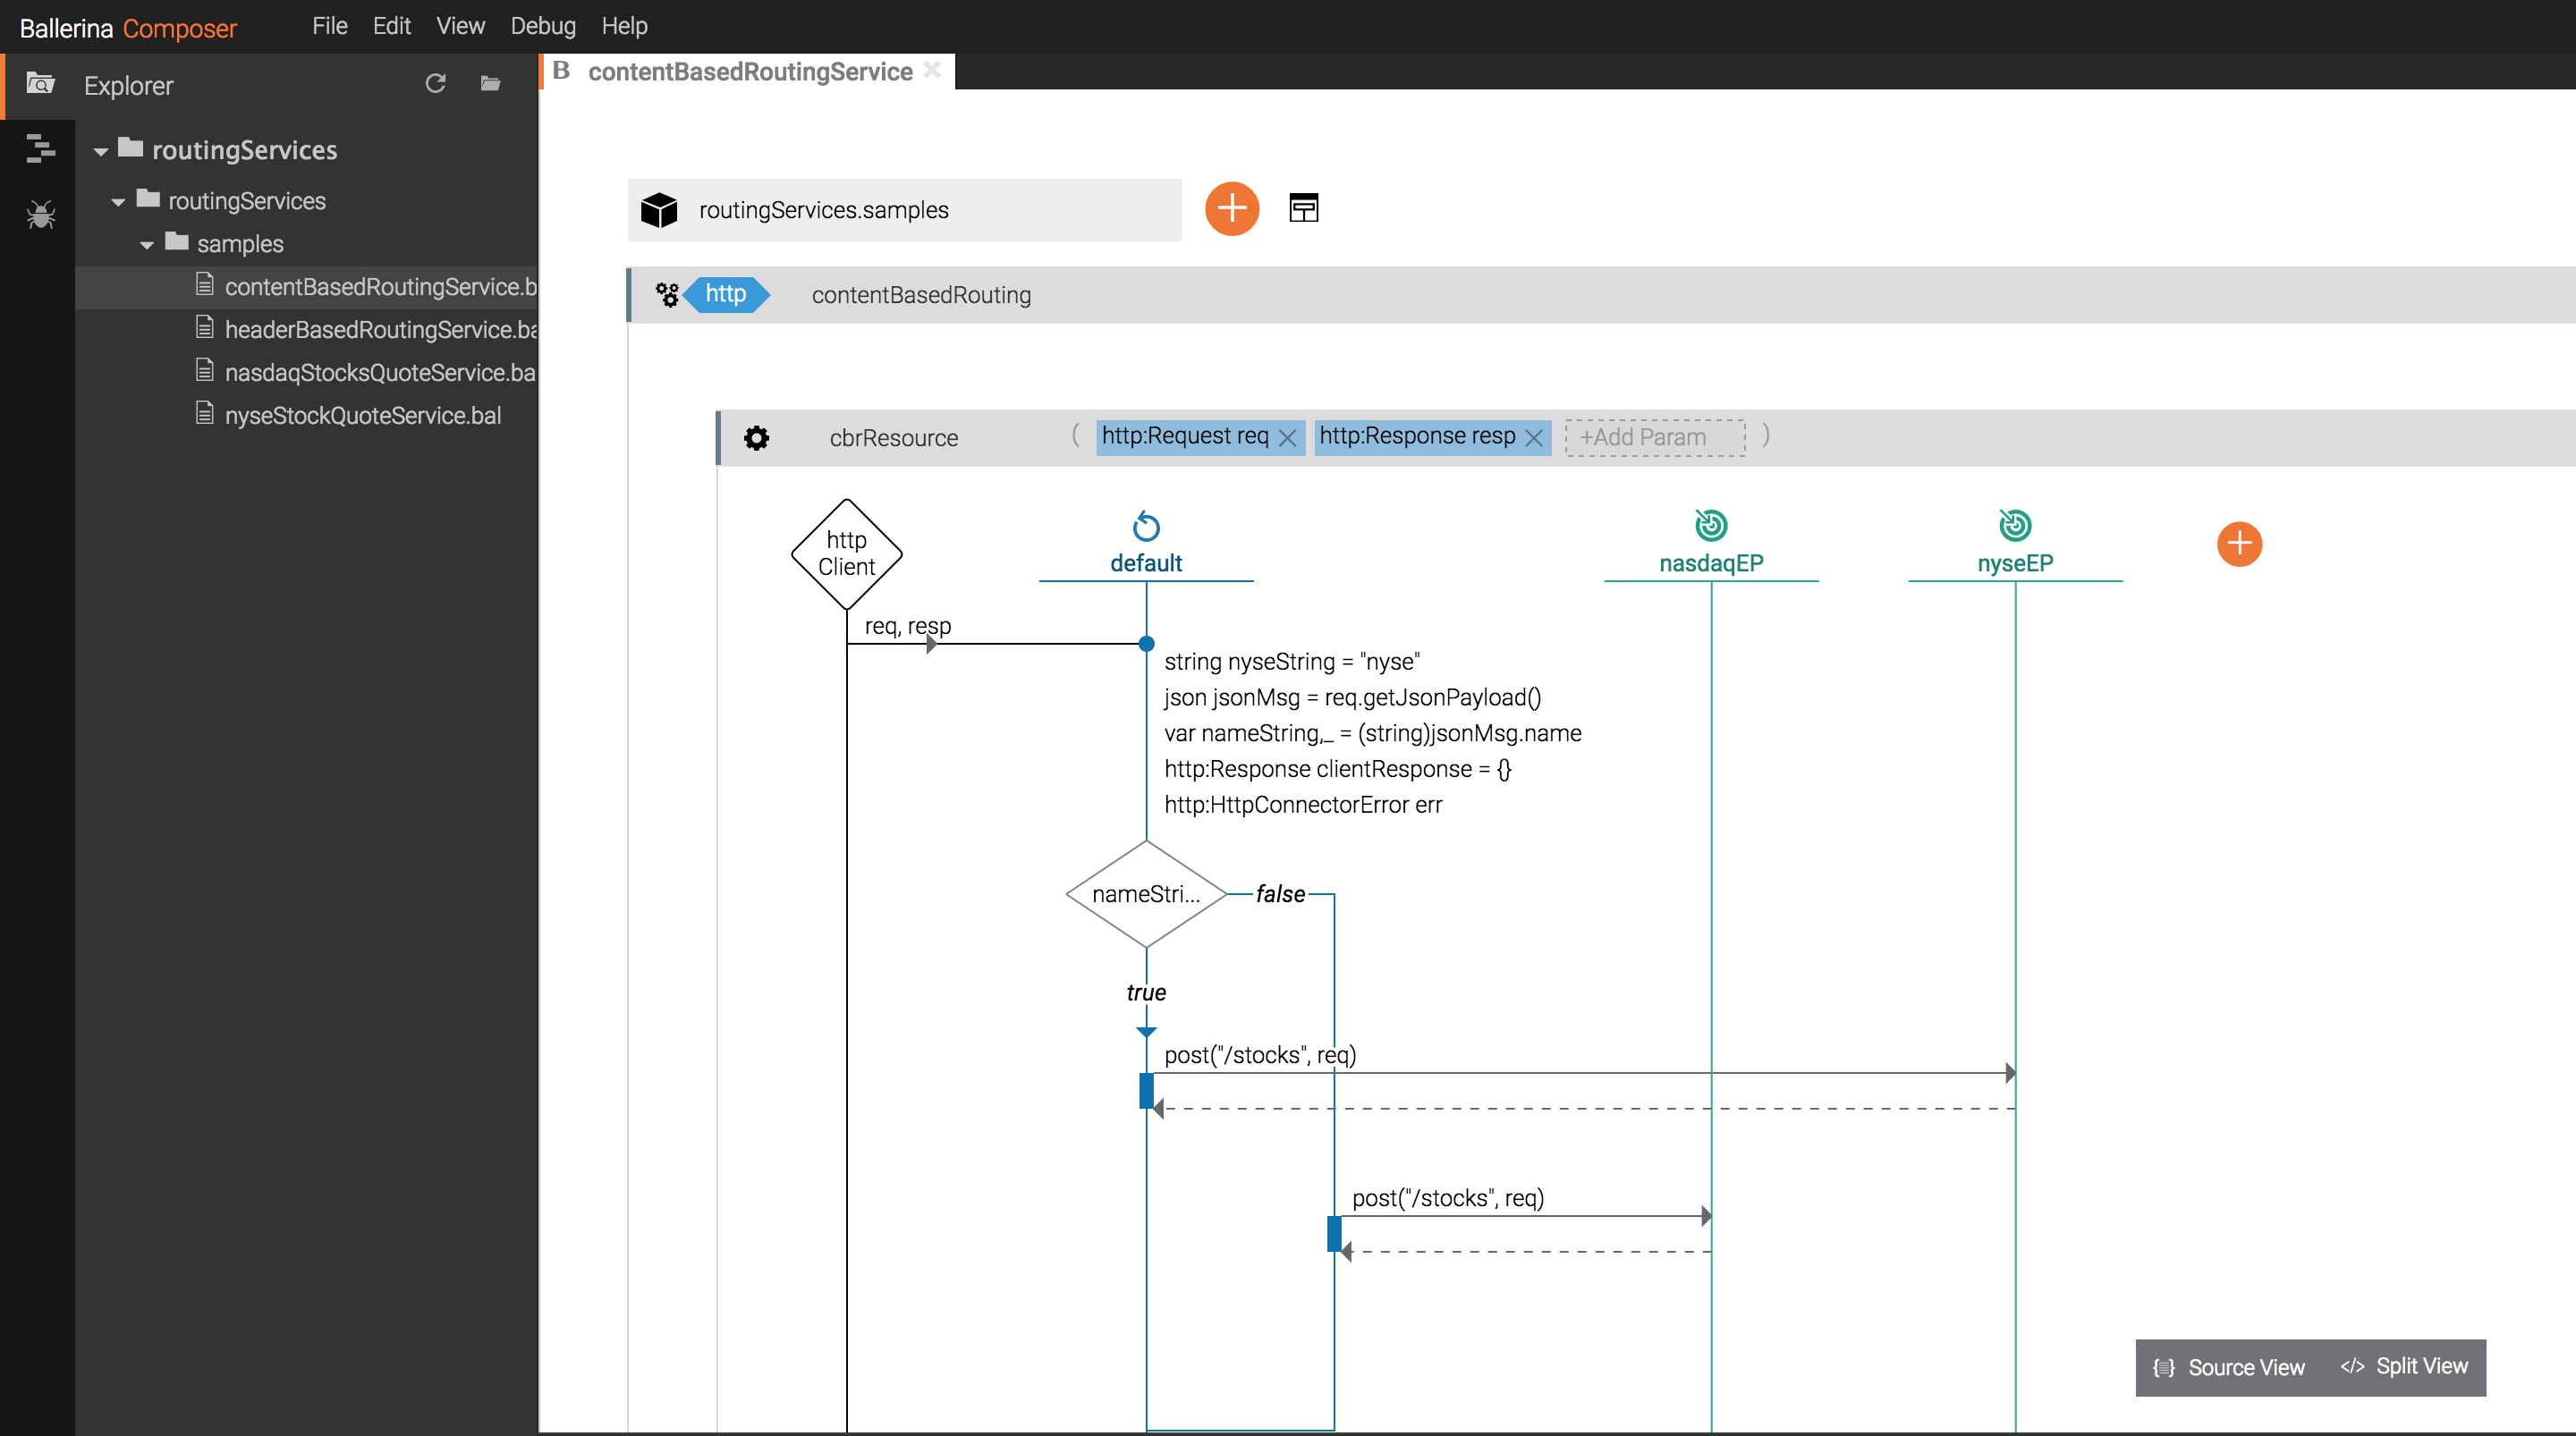 Ballerina Composer
File Edit View Debug Help
Explorer
B contentBasedRoutingService
routingServices
routingServices
samples
contentBasedRoutingService.b
headerBasedRoutingService.ba
nasdaqStocksQuoteService.ba
nyseStockQuoteService.bal
routingServices.samples
http contentBasedRouting
cbrResource ( http:Request req http:Response resp +Add Param )
http
Client
default
nasdaqEP
nyseEP
req, resp
string nyseString = "nyse"
json jsonMsg = req.getJsonPayload()
var nameString,_ = (string)jsonMsg.name
http:Response clientResponse = {}
http:HttpConnectorError err
nameStri...
false
true
post("/stocks", req)
post("/stocks", req)
Source View
</> Split View